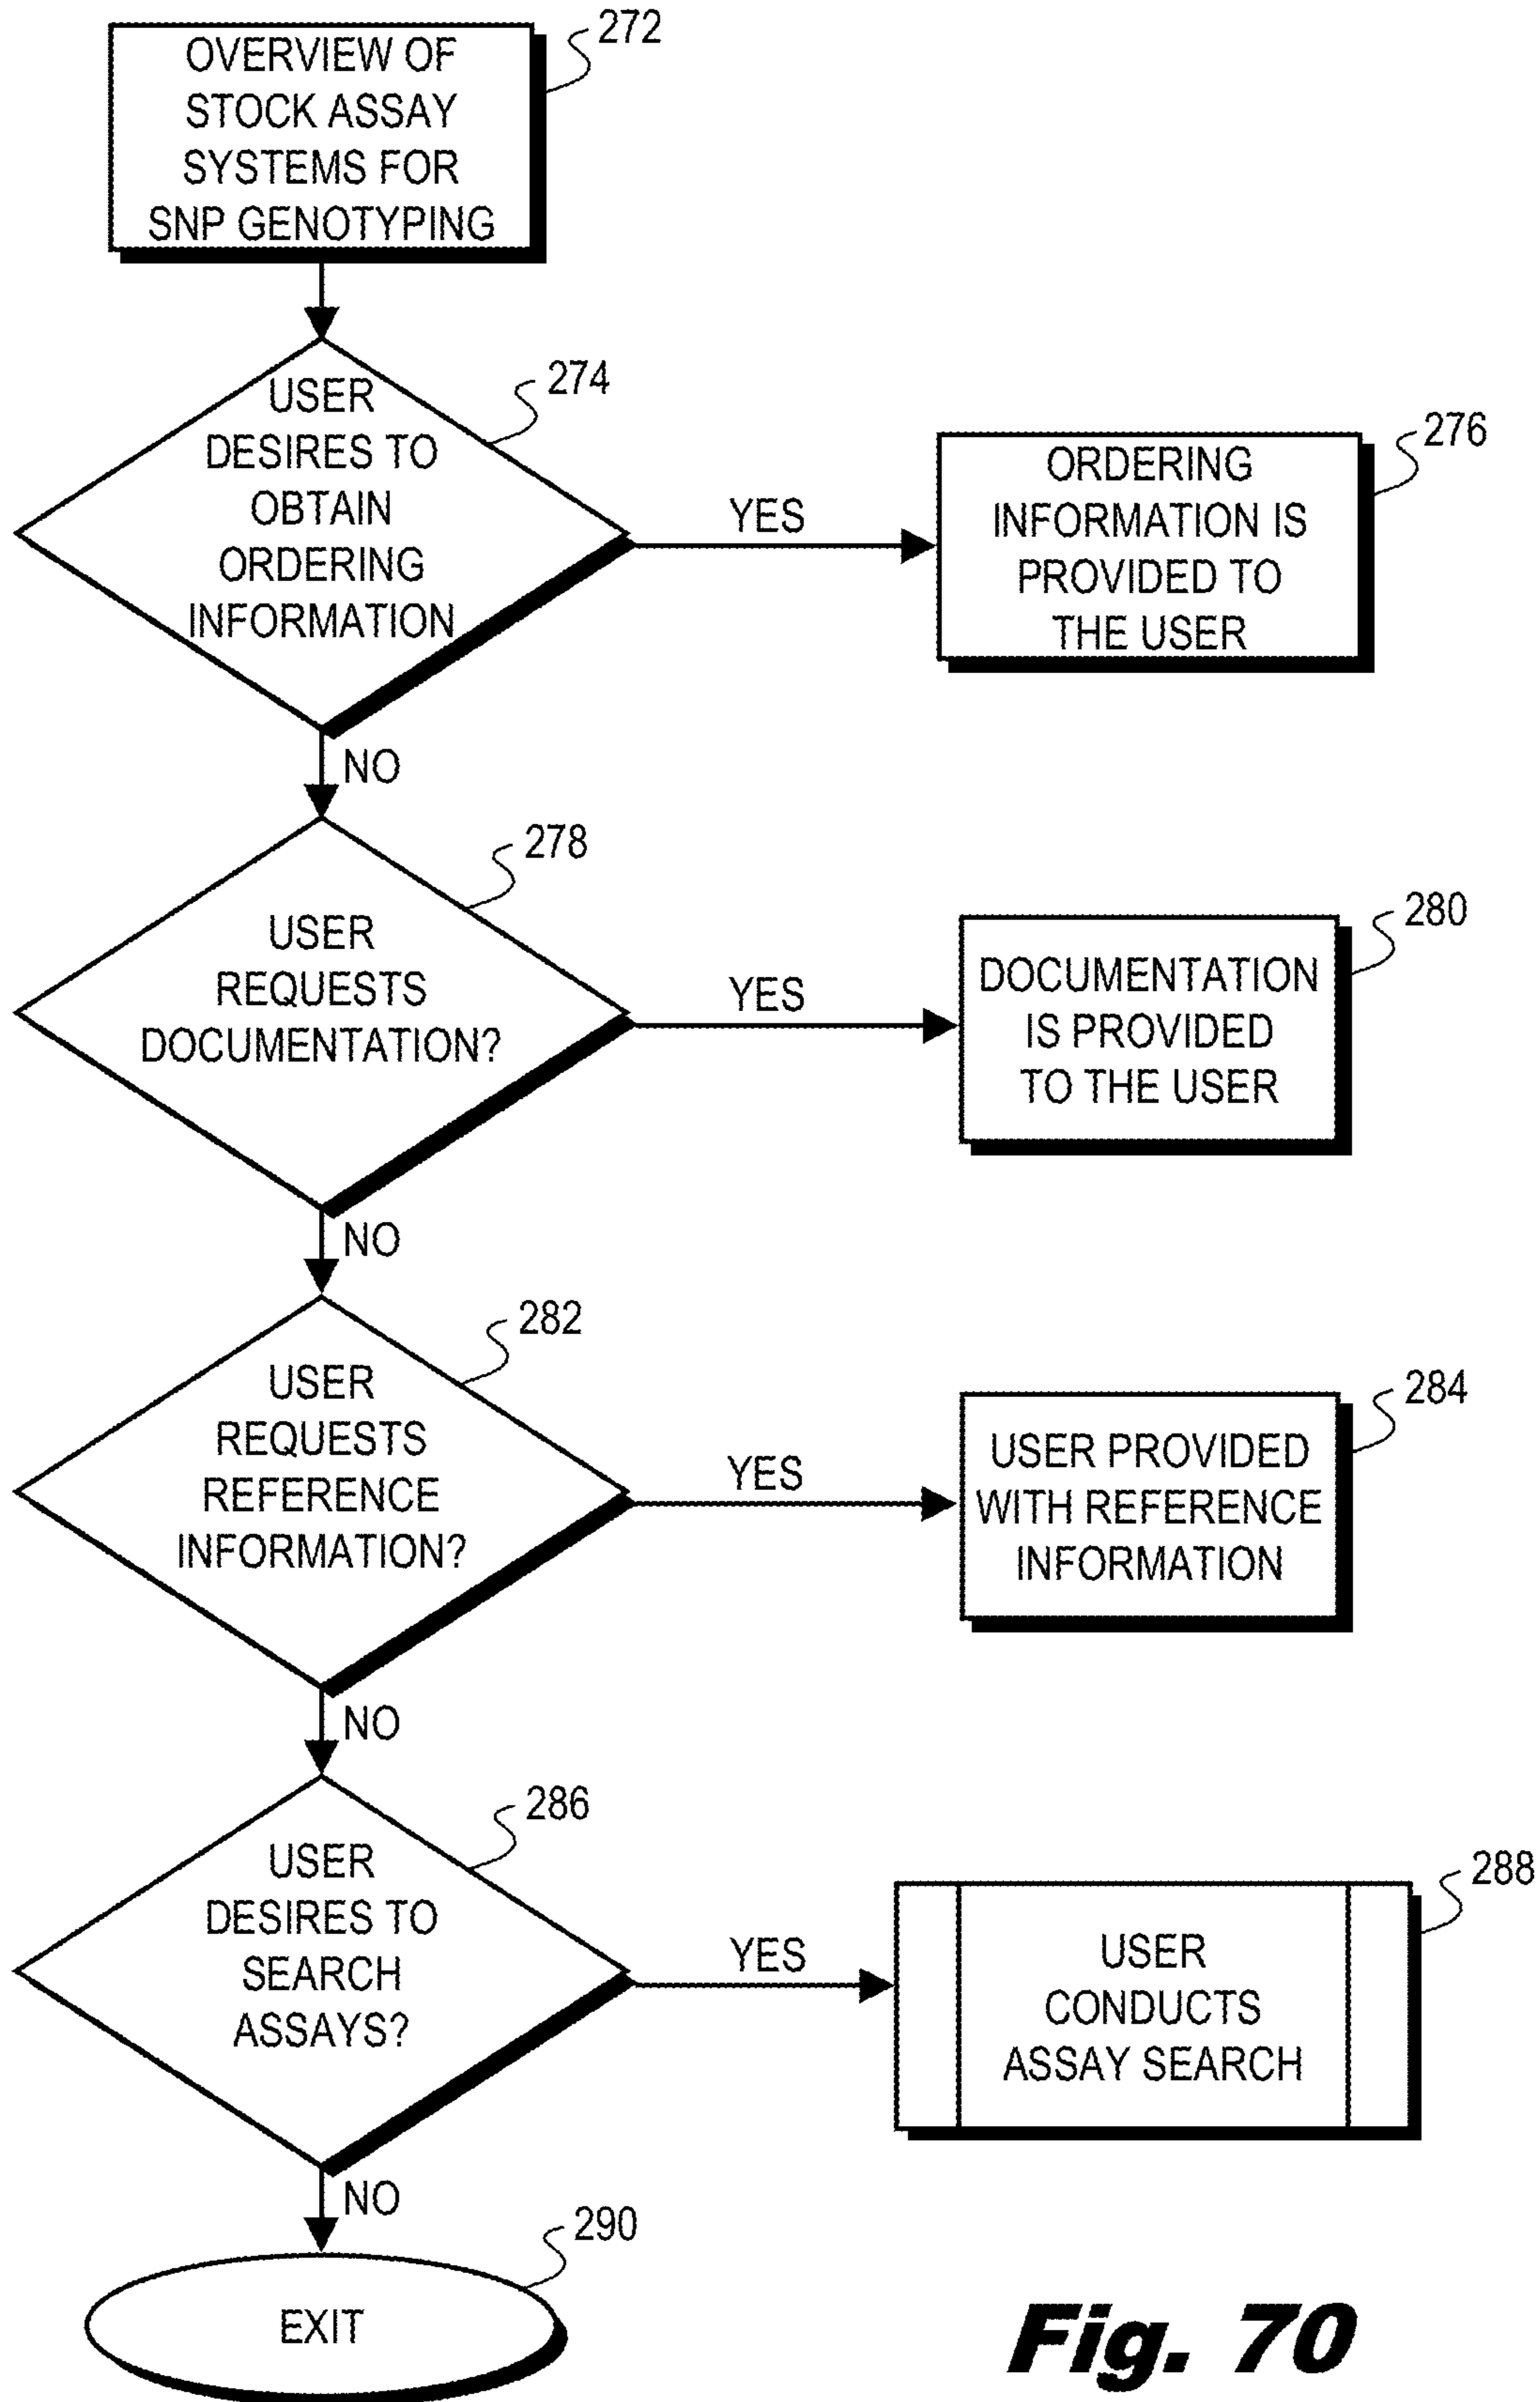 272
OVERVIEW OF
STOCK ASSAY
SYSTEMS FOR
SNP GENOTYPING
274
USER
DESIRES TO
OBTAIN
ORDERING
INFORMATION
YES
276
ORDERING
INFORMATION IS
PROVIDED TO
THE USER
NO
278
USER
REQUESTS
DOCUMENTATION?
YES
280
DOCUMENTATION
IS PROVIDED
TO THE USER
NO
282
USER
REQUESTS
REFERENCE
INFORMATION?
YES
284
USER PROVIDED
WITH REFERENCE
INFORMATION
NO
286
USER
DESIRES TO
SEARCH
ASSAYS?
YES
288
USER
CONDUCTS
ASSAY SEARCH
NO
290
EXIT
Fig. 70